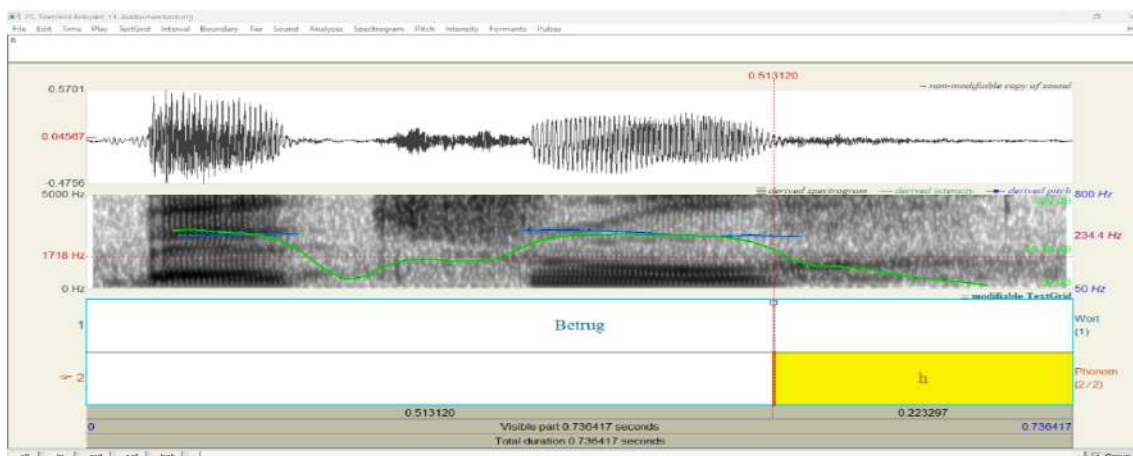 File Edit Time Play TextGrid Interval Boundary Tier Sound Analyses Spectrogram Pitch Intensity Formants Pulses
0.513120
0.5701
non-modifiable copy of sound
0.04567
-0.4756
5000 Hz
derived spectrogram derived intensity derived pitch
800 Hz
234.4 Hz
1718 Hz
0 Hz
50 Hz
modifiable TextGrid
1
Betrug
Wort
(1)
2
h
Phonem
(2/2)
0.513120
0.223297
0
Visible part 0.736417 seconds
0.736417
Total duration 0.736417 seconds